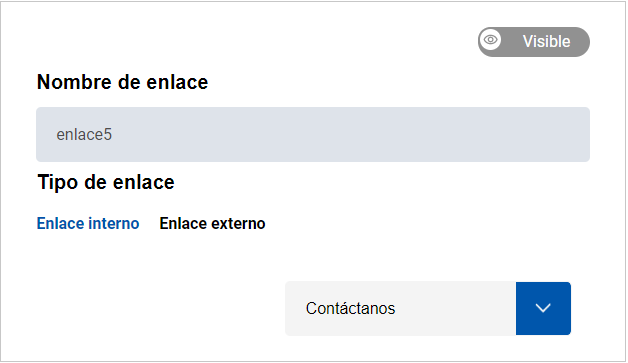 Visible
Nombre de enlace
enlace5
Tipo de enlace
Enlace interno Enlace externo
Contáctanos